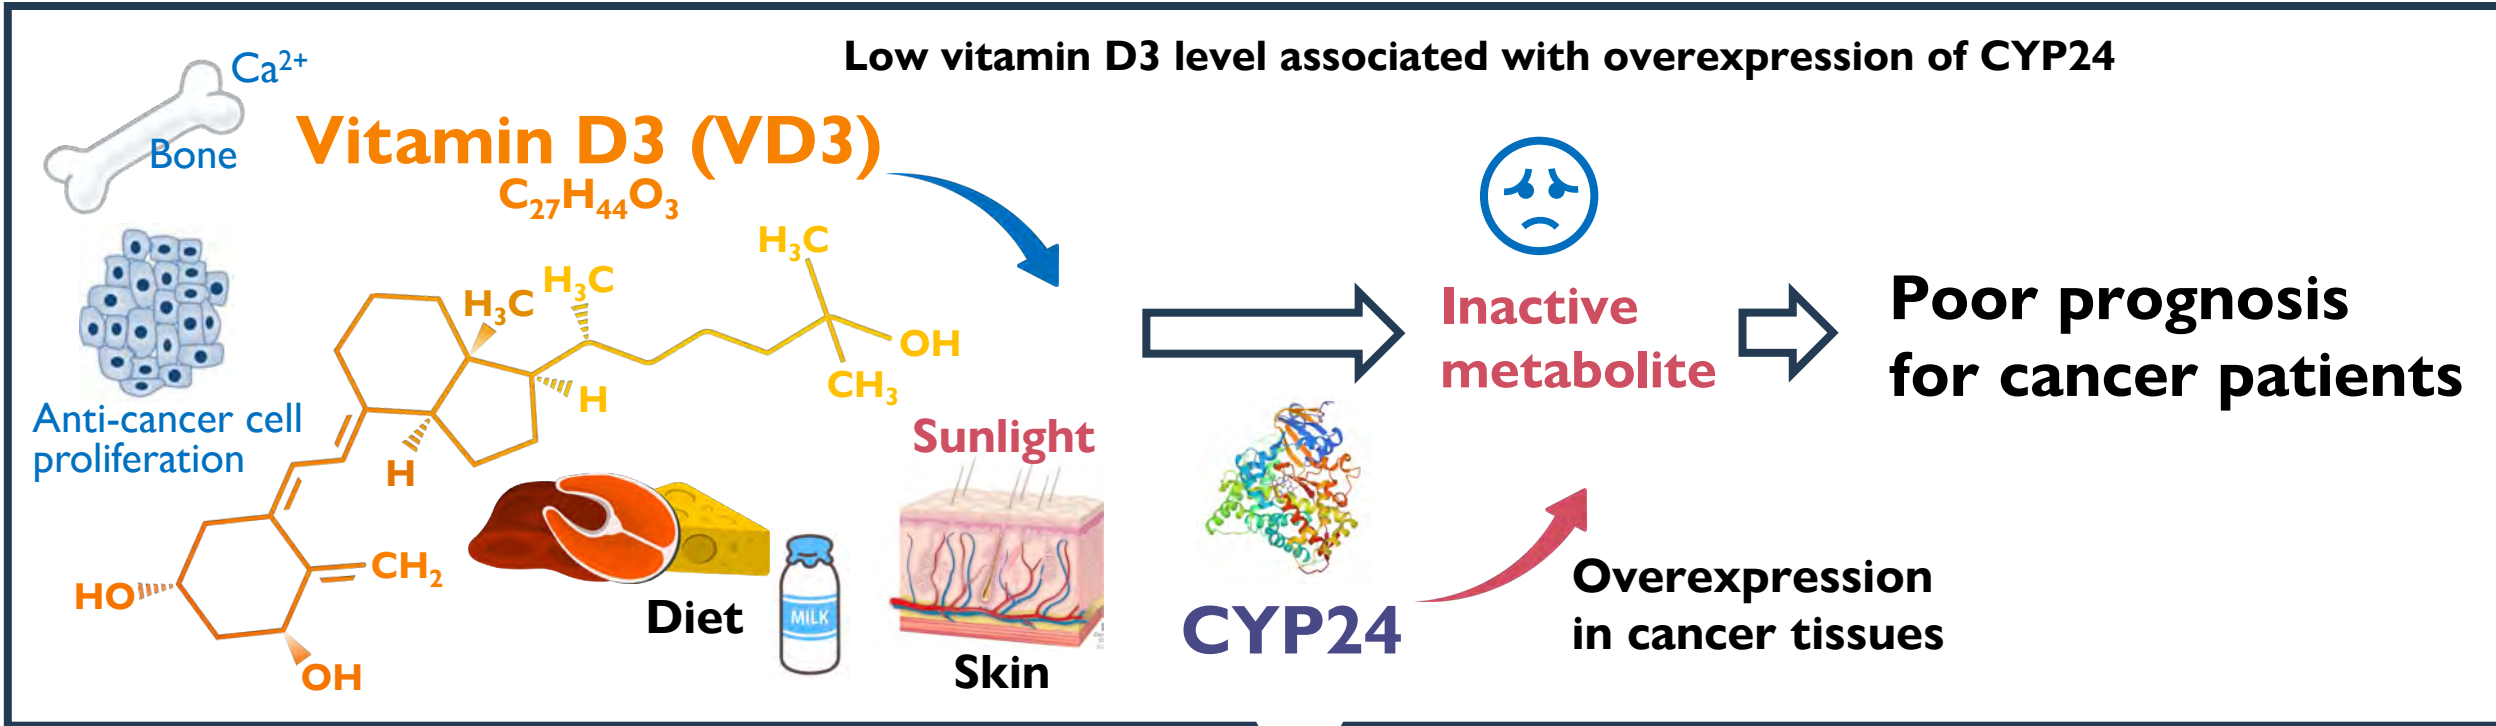 Low vitamin D3 level associated with overexpression of CYP24
Ca²⁺
Bone
Vitamin D3 (VD3)
C₂₇H₄₄O₃
H₃C
H₃C
H₃C
OH
CH₃
H
H
Anti-cancer cell
proliferation
CH₂
HO
OH
Diet
MILK
Sunlight
Skin
Inactive
metabolite
CYP24
Overexpression
in cancer tissues
Poor prognosis
for cancer patients